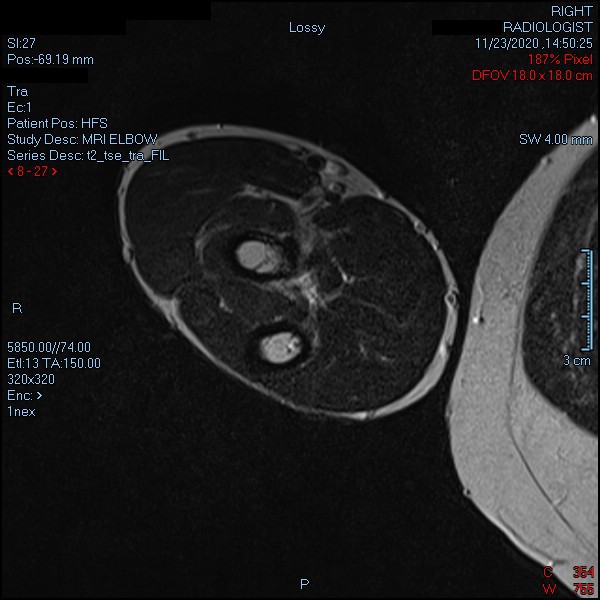 Lossy
SI:27
Pos:-69.19 mm
RIGHT
RADIOLOGIST
11/23/2020 ,14:50:25
187% Pixel
DFOV 18.0 x 18.0 cm
Tra
Ec:1
Patient Pos: HFS
Study Desc: MRI ELBOW
Series Desc: t2_tse_tra_FIL
< 8 - 27 >
SW 4.00 mm
R
5850.00//74.00
Etl:13 TA:150.00
320x320
Enc: >
1nex
3 cm
P
C 354
W 755